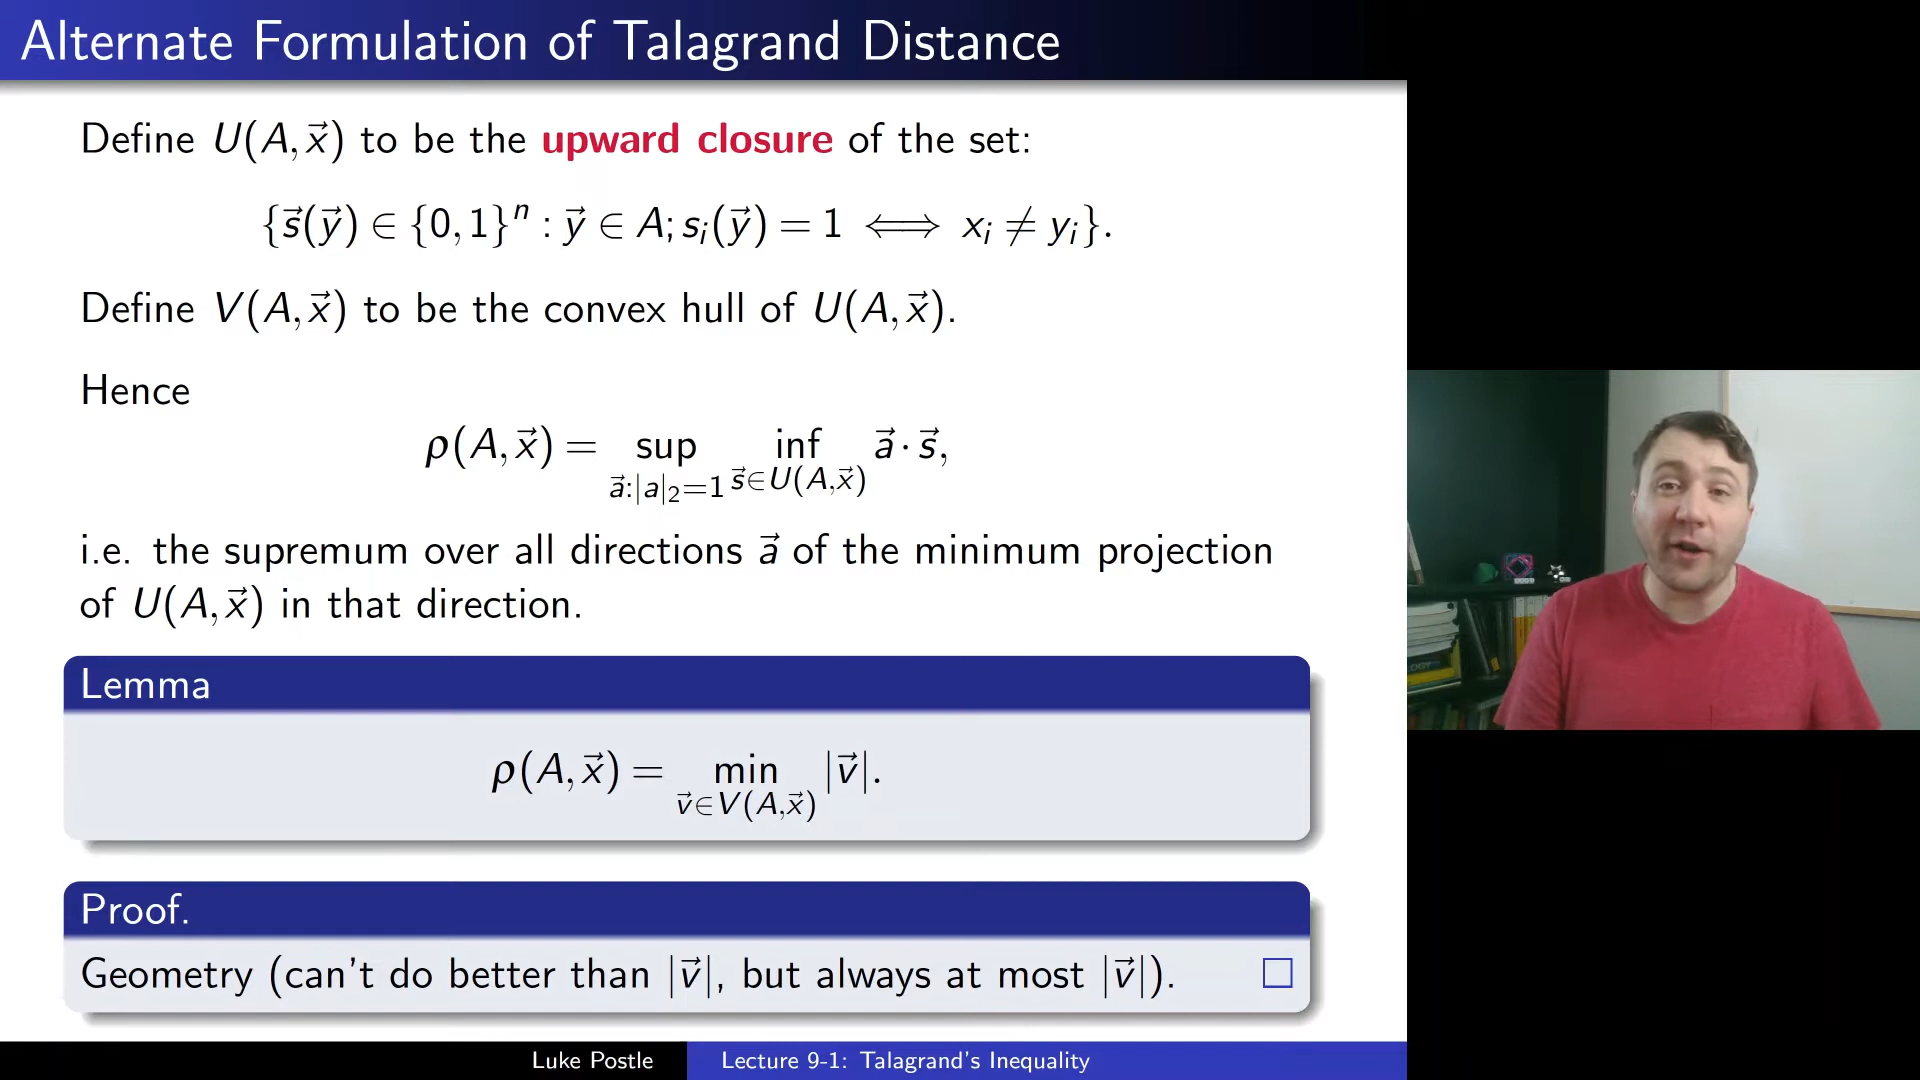 Alternate Formulation of Talagrand Distance
Define U(A, x⃗) to be the upward closure of the set:
{s⃗(y⃗) ∈ {0, 1}ⁿ : y⃗ ∈ A; sᵢ(y⃗) = 1 ⟺ xᵢ ≠ yᵢ}.
Define V(A, x⃗) to be the convex hull of U(A, x⃗).
Hence
ρ(A, x⃗) = sup inf a⃗ · s⃗,
a⃗:|a|₂=1 s⃗∈U(A,x⃗)
i.e. the supremum over all directions a⃗ of the minimum projection
of U(A, x⃗) in that direction.
Lemma
ρ(A, x⃗) = min |v⃗|.
v⃗∈V(A,x⃗)
Proof.
Geometry (can't do better than |v⃗|, but always at most |v⃗|). □
Luke Postle
Lecture 9-1: Talagrand's Inequality